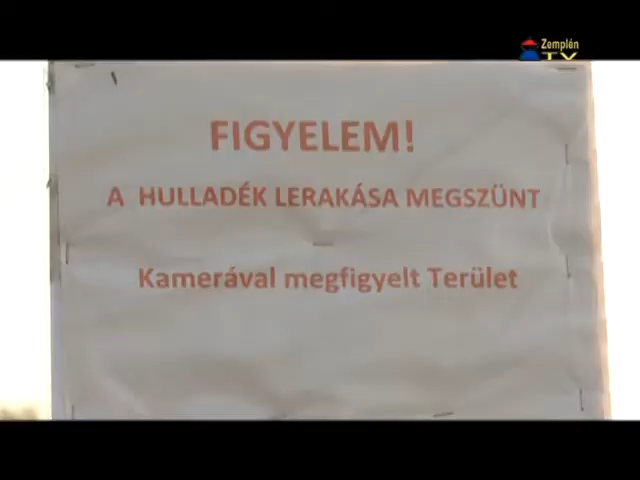 Zemplén
TV
FIGYELEM!
A HULLADÉK LERAKÁSA MEGSZÜNT
Kamerával megfigyelt Terület